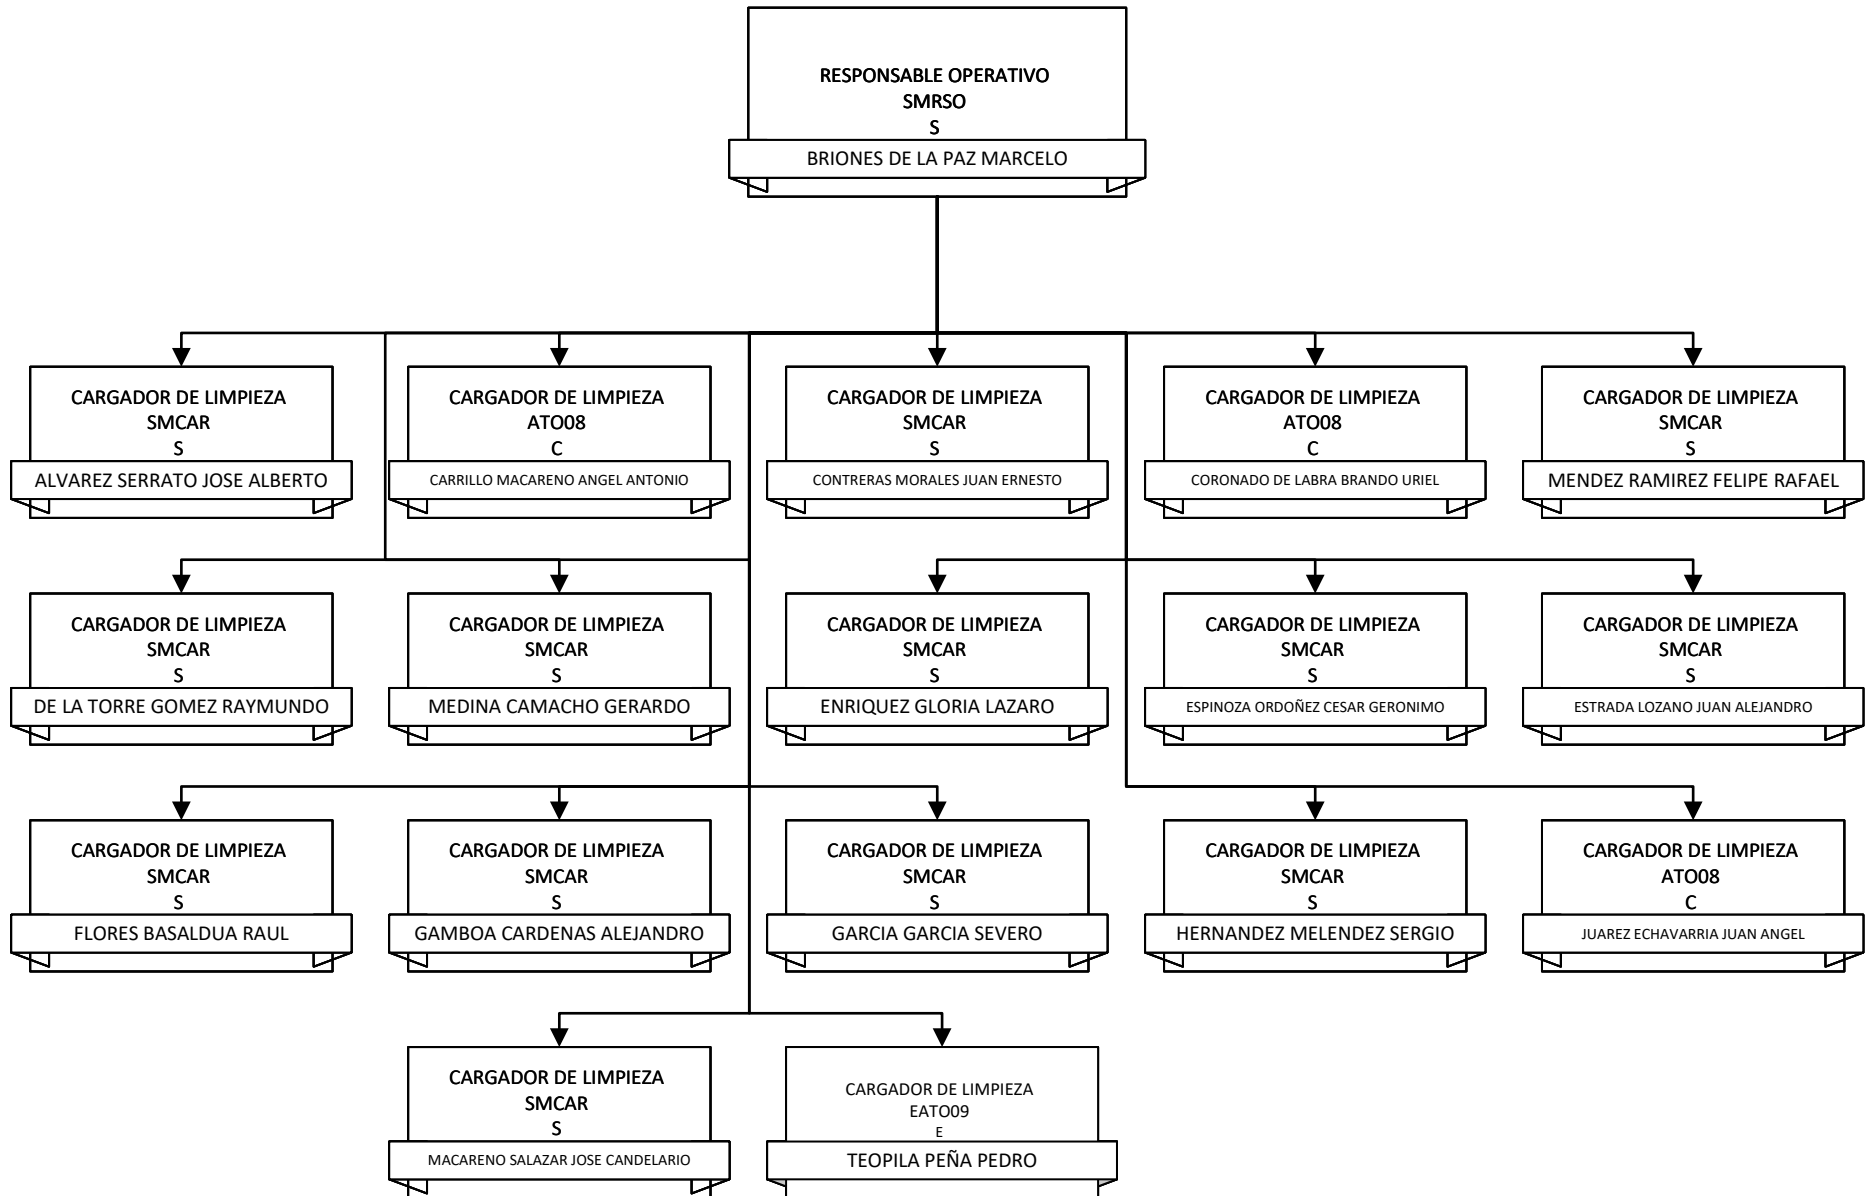 RESPONSABLE OPERATIVO
SMRSO
S
BRIONES DE LA PAZ MARCELO
CARGADOR DE LIMPIEZA
SMCAR
S
ALVAREZ SERRATO JOSE ALBERTO
CARGADOR DE LIMPIEZA
ATO08
C
CARRILLO MACARENO ANGEL ANTONIO
CARGADOR DE LIMPIEZA
SMCAR
S
CONTRERAS MORALES JUAN ERNESTO
CARGADOR DE LIMPIEZA
ATO08
C
CORONADO DE LABRA BRANDO URIEL
CARGADOR DE LIMPIEZA
SMCAR
S
MENDEZ RAMIREZ FELIPE RAFAEL
CARGADOR DE LIMPIEZA
SMCAR
S
DE LA TORRE GOMEZ RAYMUNDO
CARGADOR DE LIMPIEZA
SMCAR
S
MEDINA CAMACHO GERARDO
CARGADOR DE LIMPIEZA
SMCAR
S
ENRIQUEZ GLORIA LAZARO
CARGADOR DE LIMPIEZA
SMCAR
S
ESPINOZA ORDOÑEZ CESAR GERONIMO
CARGADOR DE LIMPIEZA
SMCAR
S
ESTRADA LOZANO JUAN ALEJANDRO
CARGADOR DE LIMPIEZA
SMCAR
S
FLORES BASALDUA RAUL
CARGADOR DE LIMPIEZA
SMCAR
S
GAMBOA CARDENAS ALEJANDRO
CARGADOR DE LIMPIEZA
SMCAR
S
GARCIA GARCIA SEVERO
CARGADOR DE LIMPIEZA
SMCAR
S
HERNANDEZ MELENDEZ SERGIO
CARGADOR DE LIMPIEZA
ATO08
C
JUAREZ ECHAVARRIA JUAN ANGEL
CARGADOR DE LIMPIEZA
SMCAR
S
MACARENO SALAZAR JOSE CANDELARIO
CARGADOR DE LIMPIEZA
EATO09
E
TEOPILA PEÑA PEDRO